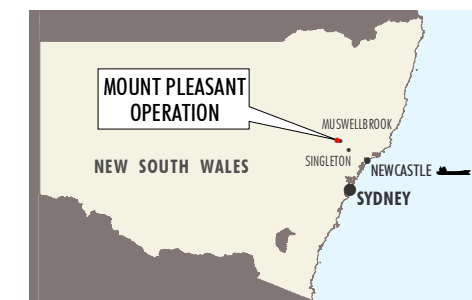 MOUNT PLEASANT
OPERATION
MUSWELLBROOK
SINGLETON
NEW SOUTH WALES
NEWCASTLE
SYDNEY